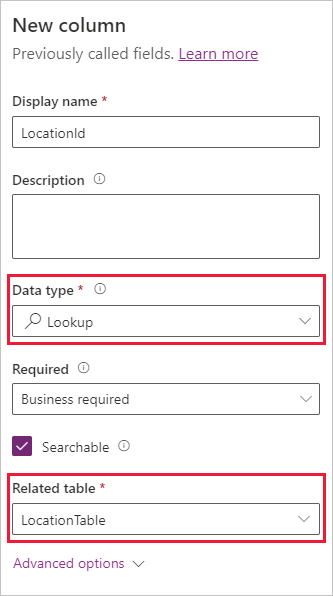 New column
Previously called fields. Learn more
Display name *
LocationId
Description
Data type *
Lookup
Required
Business required
Searchable
Related table *
LocationTable
Advanced options